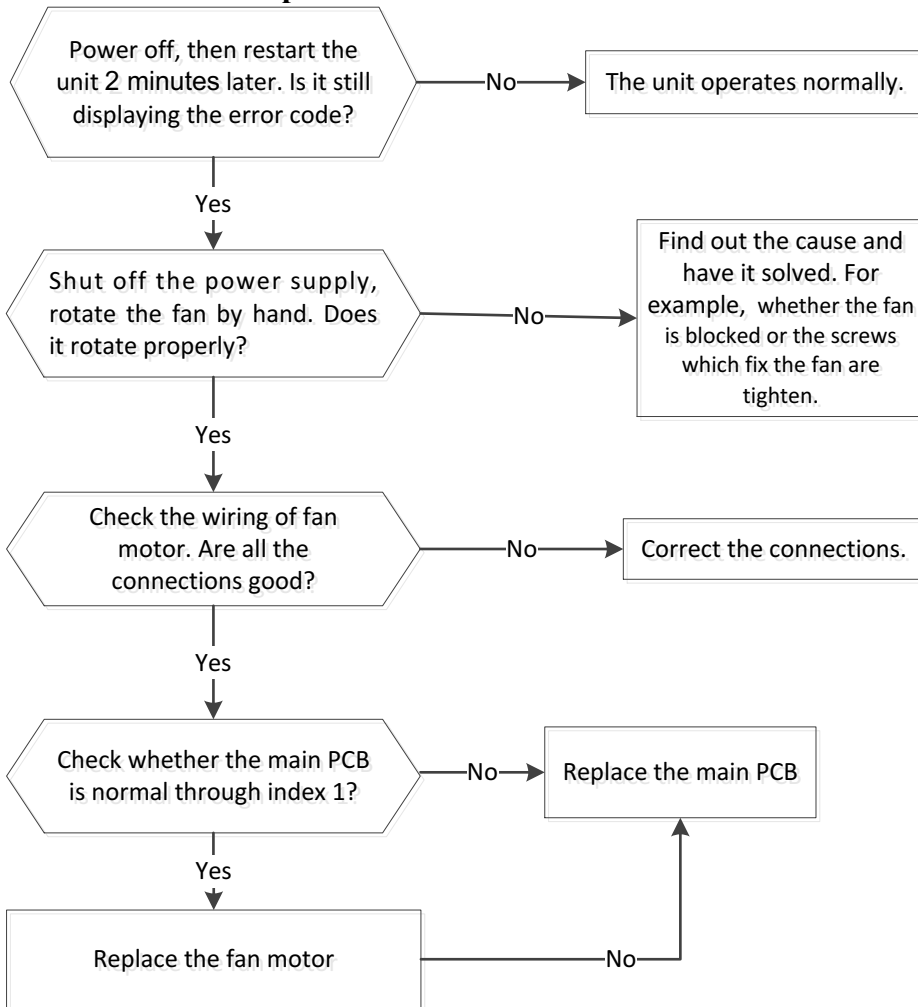 Power off, then restart the
unit 2 minutes later. Is it still
displaying the error code?
No
The unit operates normally.
Yes
Shut off the power supply,
rotate the fan by hand. Does
it rotate properly?
No
Find out the cause and
have it solved. For
example, whether the fan
is blocked or the screws
which fix the fan are
tighten.
Yes
Check the wiring of fan
motor. Are all the
connections good?
No
Correct the connections.
Yes
Check whether the main PCB
is normal through index 1?
No
Replace the main PCB
Yes
Replace the fan motor
No